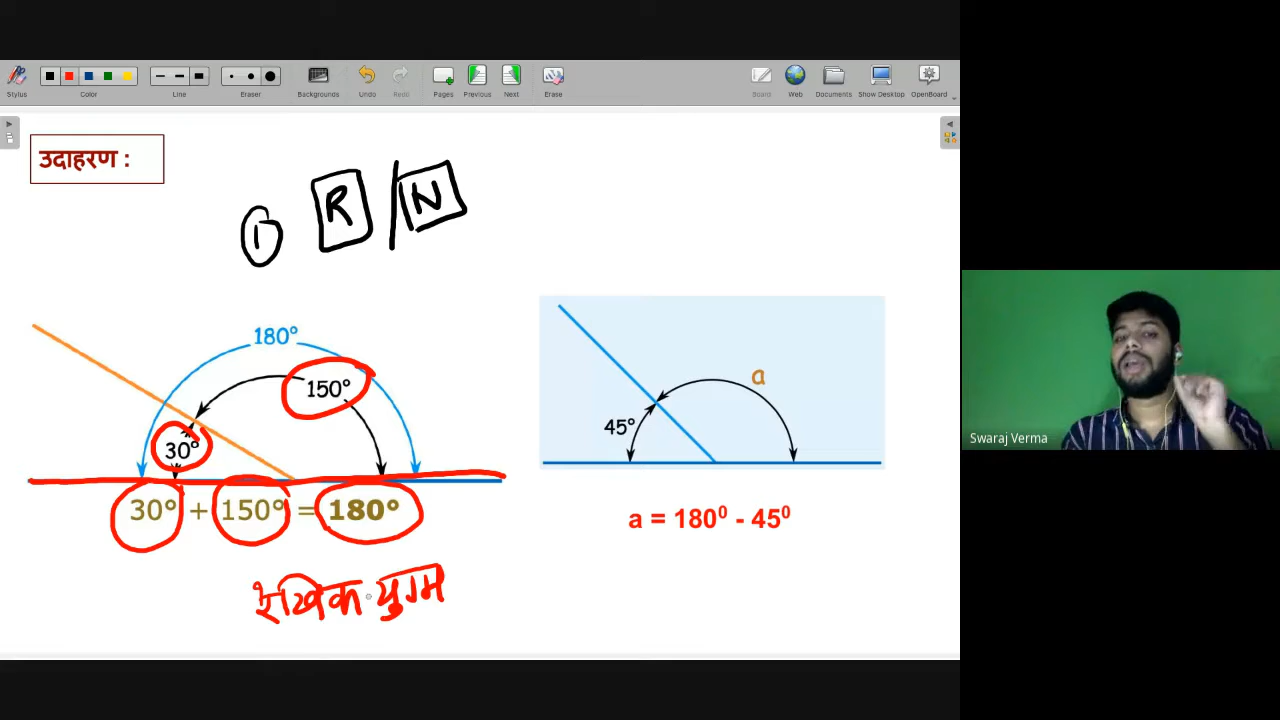 Stylus Color Line Eraser Backgrounds Undo Redo Pages Previous Next Erase Board Web Documents Show Desktop OpenBoard
उदाहरण :
① R / N
180°
150°
30°
30° + 150° = 180°
रैखिक युग्म
a
45°
a = 180⁰ - 45⁰
Swaraj Verma